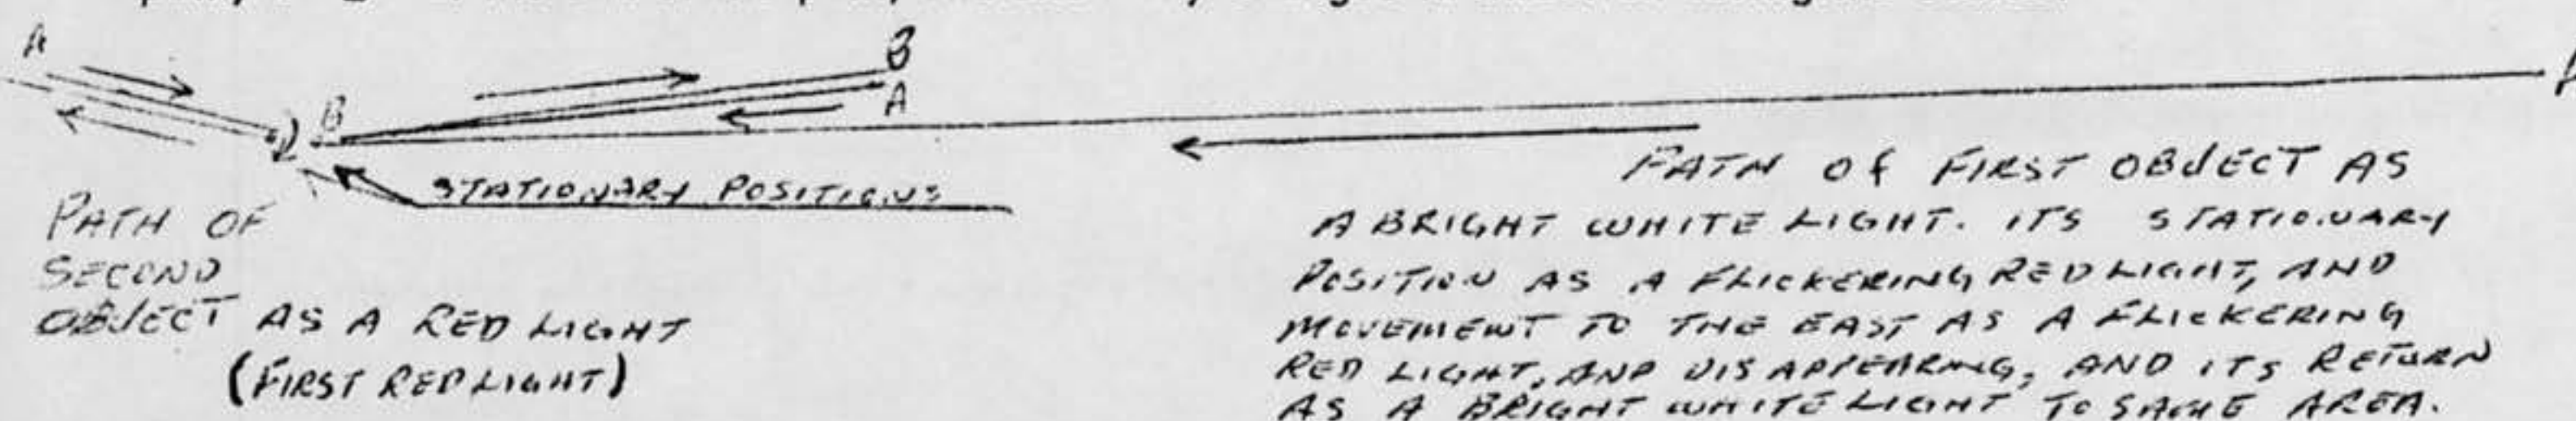 A
B
A
B
A
STATIONARY POSITIONS
PATH OF
SECOND
OBJECT AS A RED LIGHT
(FIRST RED LIGHT)
PATH OF FIRST OBJECT AS
A BRIGHT WHITE LIGHT. ITS STATIONARY
POSITION AS A FLICKERING RED LIGHT, AND
MOVEMENT TO THE EAST AS A FLICKERING
RED LIGHT, AND DISAPPEARING, AND ITS RETURN
AS A BRIGHT WHITE LIGHT TO SAME AREA.